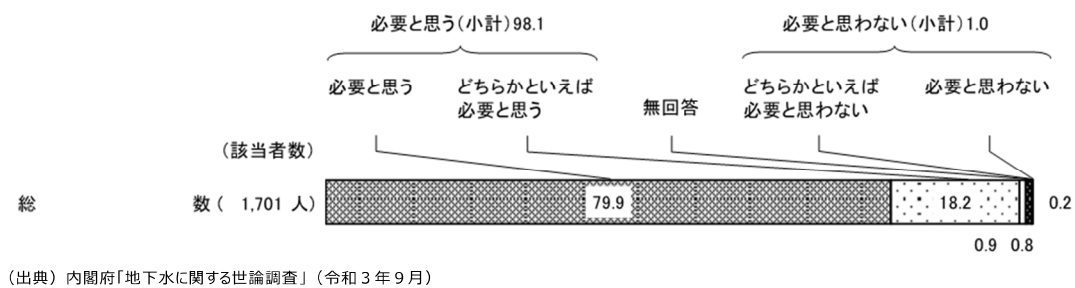 必要と思う(小計)98.1
必要と思わない(小計)1.0
必要と思う
どちらかといえば
必要と思う
無回答
どちらかといえば
必要と思わない
必要と思わない
(該当者数)
総 数 ( 1,701 人)
79.9
18.2
0.2
0.9 0.8
(出典)内閣府「地下水に関する世論調査」(令和3年9月)